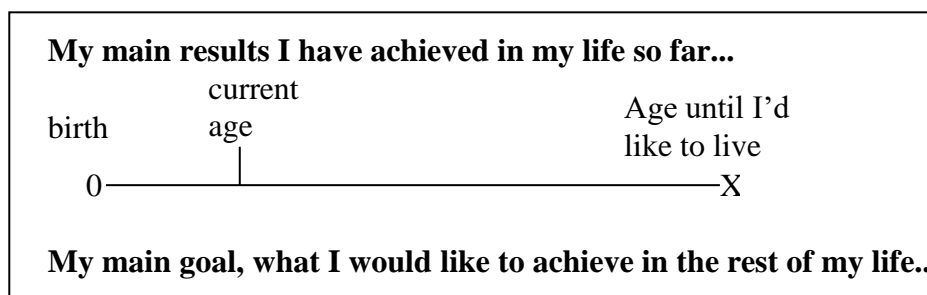 My main results I have achieved in my life so far...
current
age
birth
Age until I'd
like to live
0
X
My main goal, what I would like to achieve in the rest of my life..